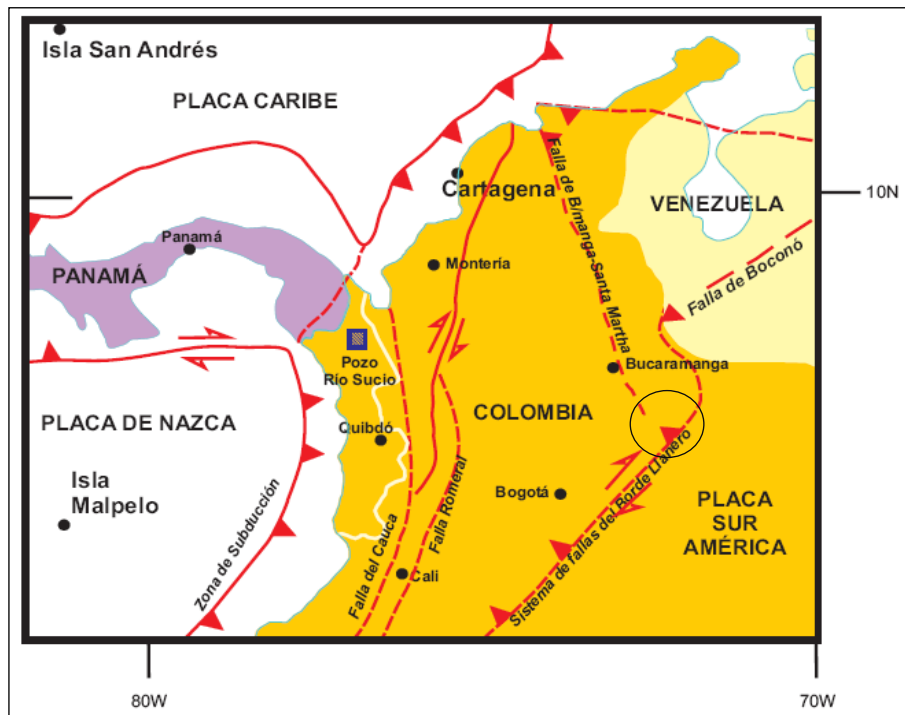 Isla San Andrés
PLACA CARIBE
Cartagena
10N
VENEZUELA
Falla de B/manga-Santa Martha
Panamá
PANAMÁ
Montería
Falla de Boconó
Pozo
Río Sucio
Bucaramanga
PLACA DE NAZCA
Quibdó
COLOMBIA
Isla
Malpelo
Bogotá
PLACA
SUR
AMÉRICA
Zona de Subducción
Falla del Cauca
Falla Romeral
Cali
Sistema de fallas del Borde Llanero
80W
70W